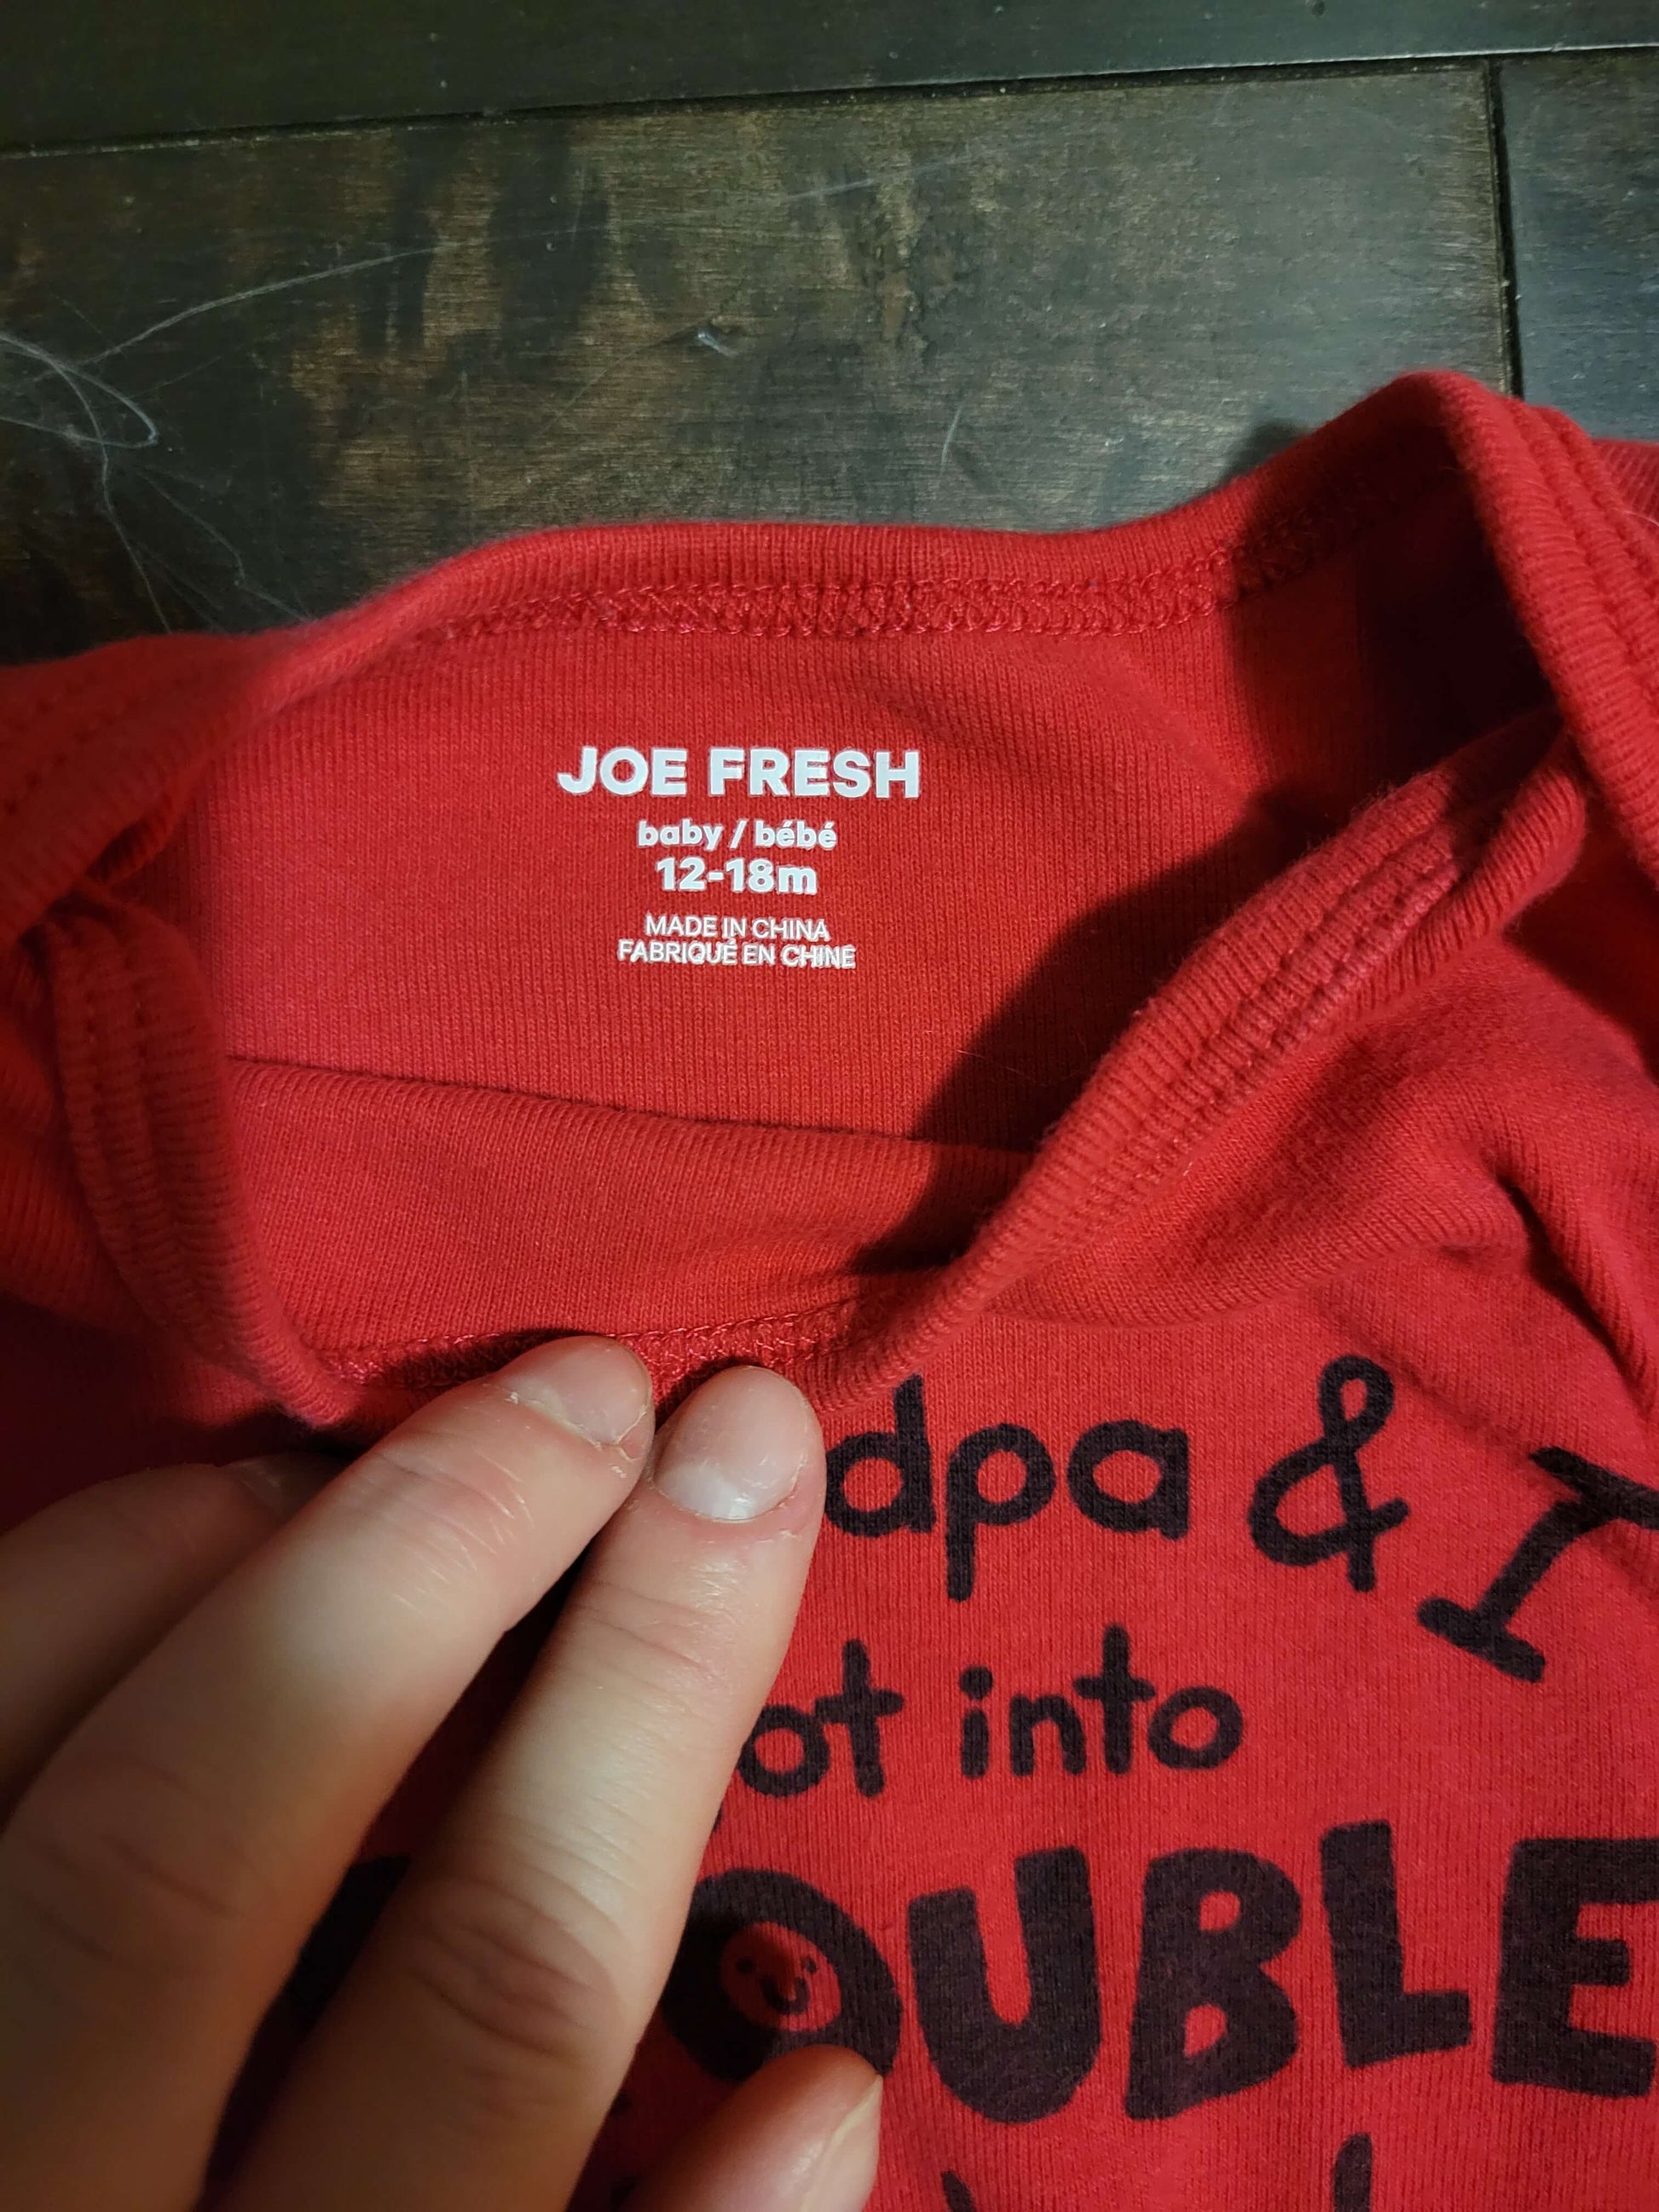 JOE FRESH
baby / bébé
12-18m
MADE IN CHINA
FABRIQUÉ EN CHINE
dpa & I
ot into
OUBLE